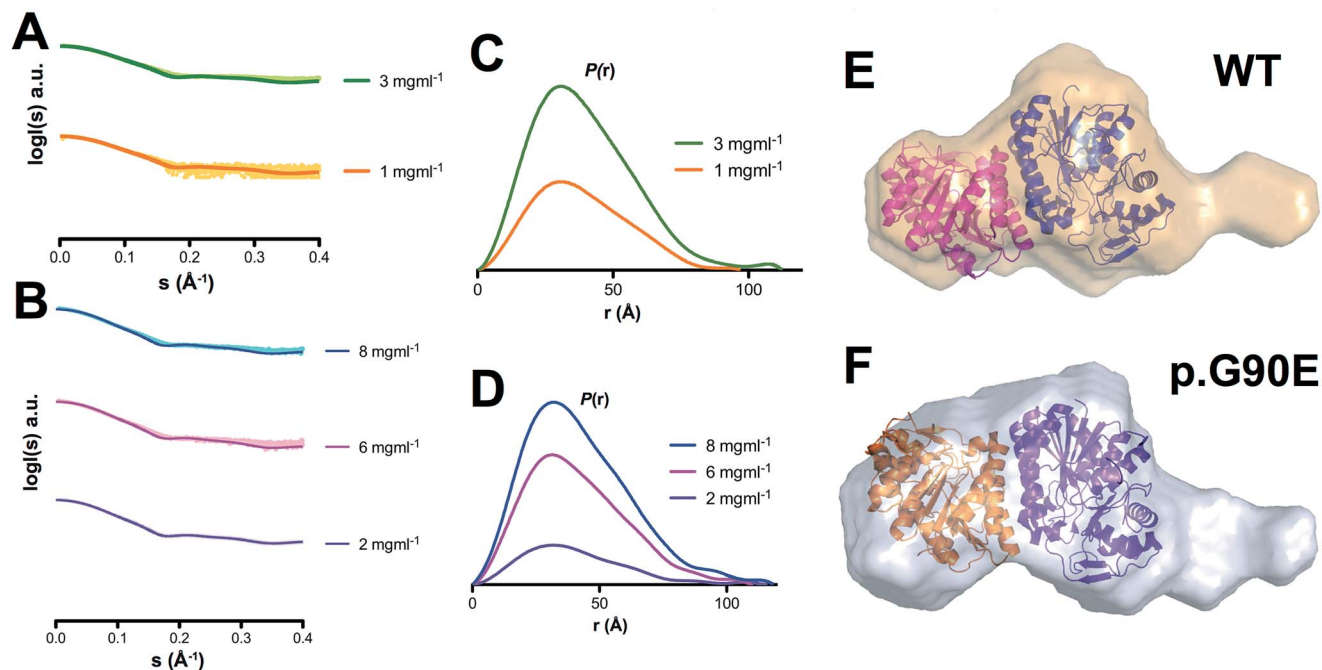 A
logI(s) a.u.
3 mgml⁻¹
1 mgml⁻¹
0.0 0.1 0.2 0.3 0.4
s (Å⁻¹)
B
logI(s) a.u.
8 mgml⁻¹
6 mgml⁻¹
2 mgml⁻¹
0.0 0.1 0.2 0.3 0.4
s (Å⁻¹)
C
P(r)
3 mgml⁻¹
1 mgml⁻¹
0 50 100
r (Å)
D
P(r)
8 mgml⁻¹
6 mgml⁻¹
2 mgml⁻¹
0 50 100
r (Å)
E
WT
F
p.G90E